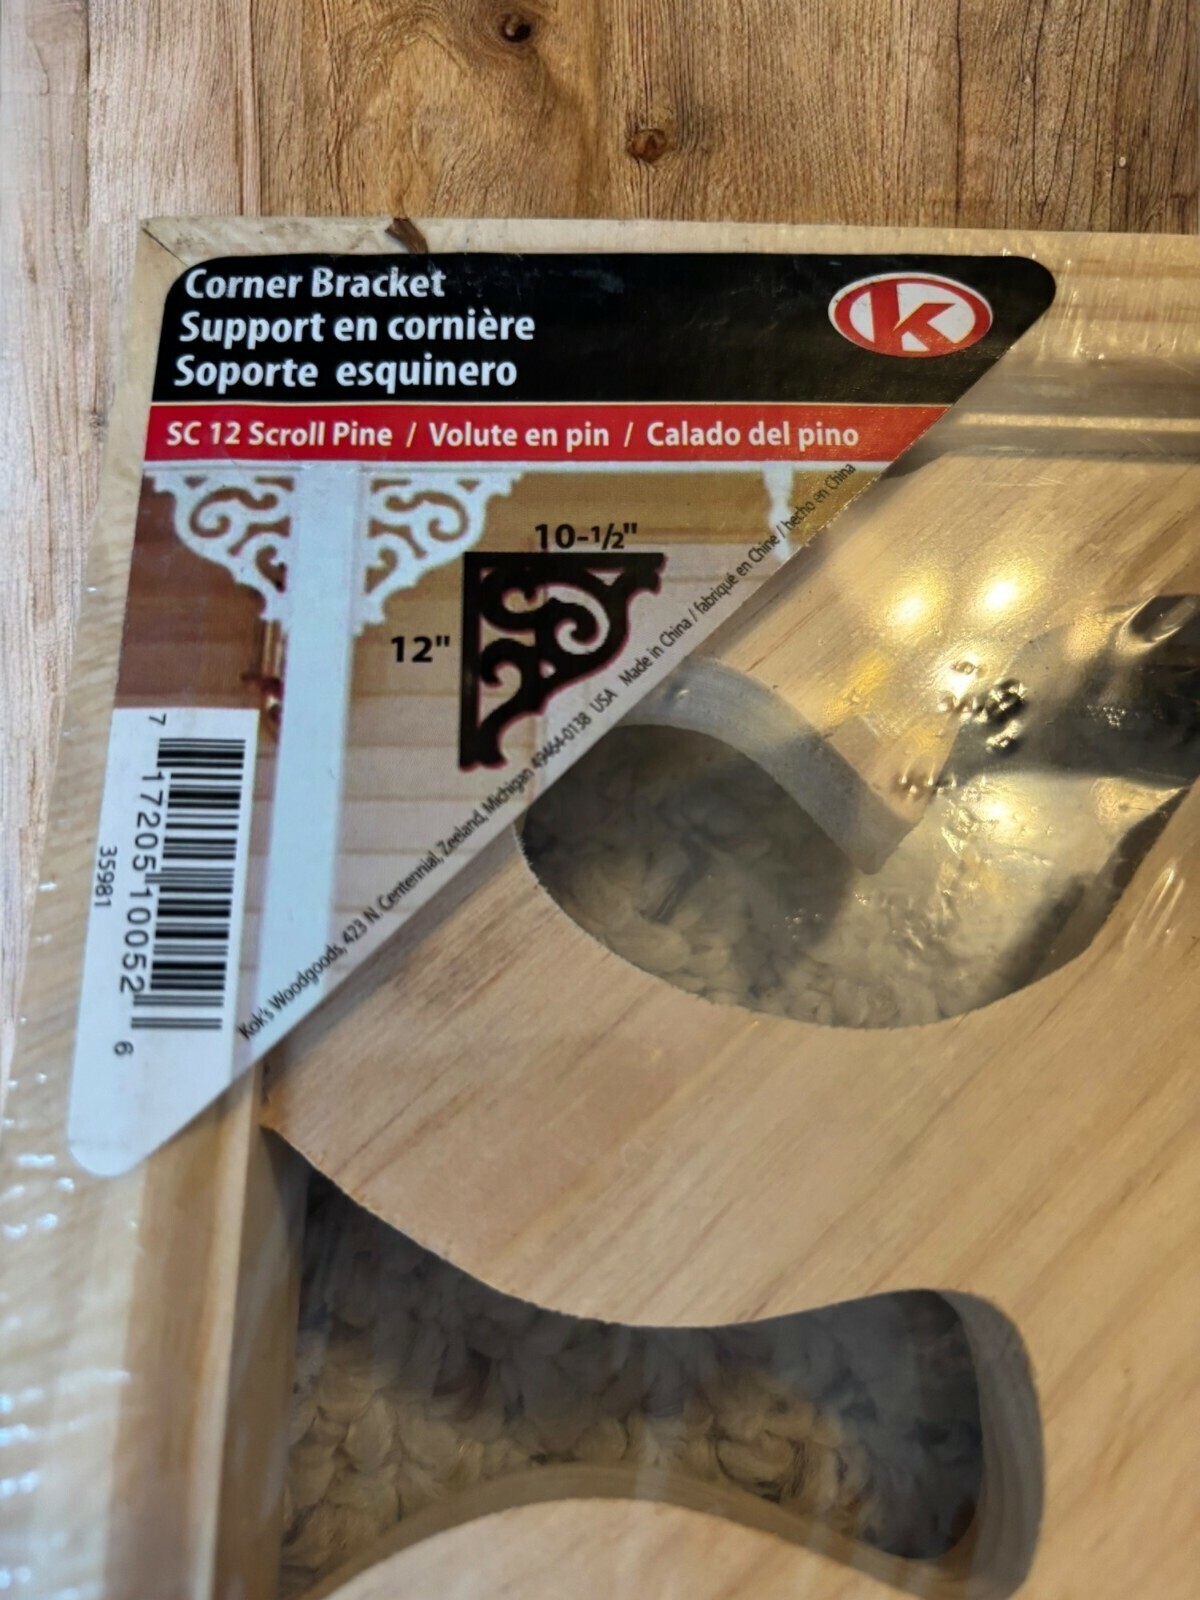 Corner Bracket
Support en cornière
Soporte esquinero
K
SC 12 Scroll Pine / Volute en pin / Calado del pino
10-1/2"
12"
Kok's Woodgoods, 423 N. Centennial, Zeeland, Michigan 49464-0138 USA Made in China / fabriqué en Chine / hecho en China
7 17205 10052 6
35981